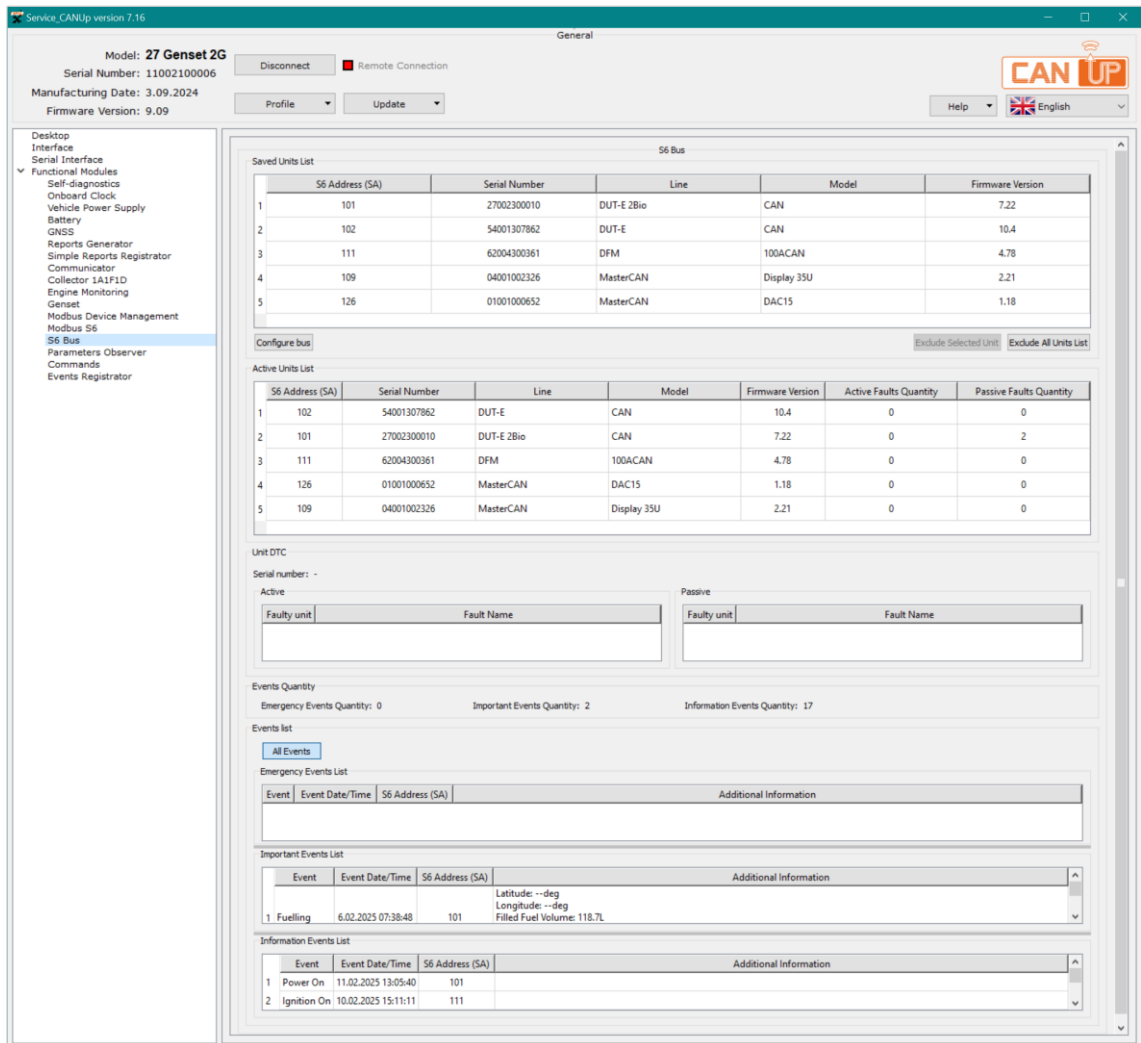 Service_CANUp version 7.16
General
Model: 27 Genset 2G
Serial Number: 11002100006
Manufacturing Date: 3.09.2024
Firmware Version: 9.09
Disconnect Remote Connection
Profile Update
CAN UP
Help English
Desktop
Interface
Serial Interface
Functional Modules
Self-diagnostics
Onboard Clock
Vehicle Power Supply
Battery
GNSS
Reports Generator
Simple Reports Registrator
Communicator
Collector 1A1F1D
Engine Monitoring
Genset
Modbus Device Management
Modbus S6
S6 Bus
Parameters Observer
Commands
Events Registrator
S6 Bus
Saved Units List
S6 Address (SA) Serial Number Line Model Firmware Version
1 101 27002300010 DUT-E 2Bio CAN 7.22
2 102 54001307862 DUT-E CAN 10.4
3 111 62004300361 DFM 100ACAN 4.78
4 109 04001002326 MasterCAN Display 35U 2.21
5 126 01001000652 MasterCAN DAC15 1.18
Configure bus Exclude Selected Unit Exclude All Units List
Active Units List
S6 Address (SA) Serial Number Line Model Firmware Version Active Faults Quantity Passive Faults Quantity
1 102 54001307862 DUT-E CAN 10.4 0 0
2 101 27002300010 DUT-E 2Bio CAN 7.22 0 2
3 111 62004300361 DFM 100ACAN 4.78 0 0
4 126 01001000652 MasterCAN DAC15 1.18 0 0
5 109 04001002326 MasterCAN Display 35U 2.21 0 0
Unit DTC
Serial number: -
Active Passive
Faulty unit Fault Name Faulty unit Fault Name
Events Quantity
Emergency Events Quantity: 0 Important Events Quantity: 2 Information Events Quantity: 17
Events list
All Events
Emergency Events List
Event Event Date/Time S6 Address (SA) Additional Information
Important Events List
Event Event Date/Time S6 Address (SA) Additional Information
Latitude: --deg
Longitude: --deg
1 Fuelling 6.02.2025 07:38:48 101 Filled Fuel Volume: 118.7L
Information Events List
Event Event Date/Time S6 Address (SA) Additional Information
1 Power On 11.02.2025 13:05:40 101
2 Ignition On 10.02.2025 15:11:11 111